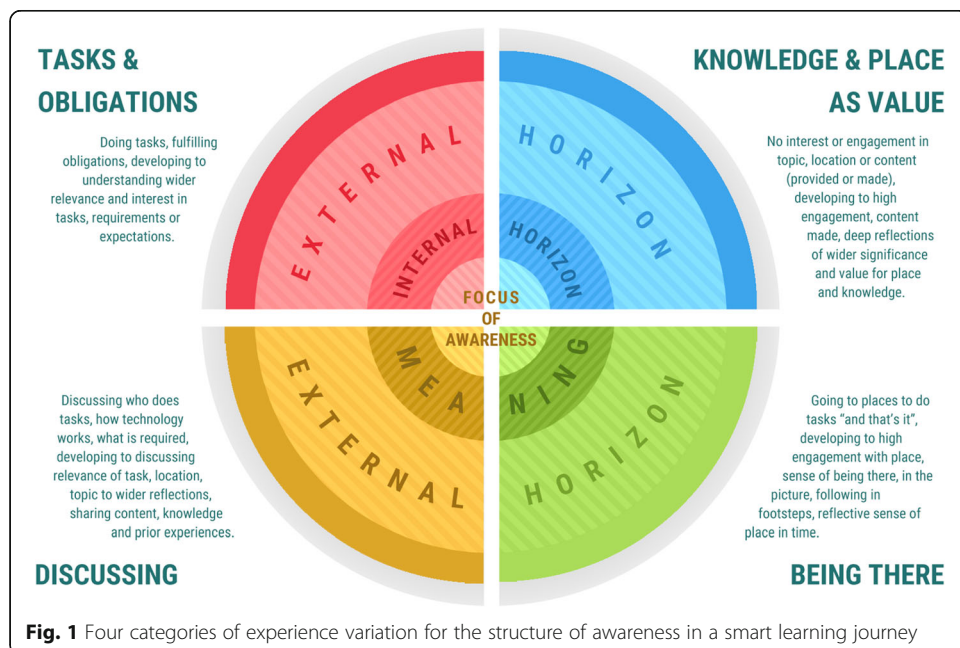 TASKS &
OBLIGATIONS
Doing tasks, fulfilling
obligations, developing to
understanding wider
relevance and interest in
tasks, requirements or
expectations.
KNOWLEDGE & PLACE
AS VALUE
No interest or engagement in
topic, location or content
(provided or made),
developing to high
engagement, content
made, deep reflections
of wider significance
and value for place
and knowledge.
EXTERNAL HORIZON
INTERNAL HORIZON
FOCUS
OF
AWARENESS
MEANING
EXTERNAL HORIZON
Discussing who does
tasks, how technology
works, what is required,
developing to discussing
relevance of task, location,
topic to wider reflections,
sharing content, knowledge
and prior experiences.
DISCUSSING
Going to places to do
tasks “and that’s it”,
developing to high
engagement with place,
sense of being there, in the
picture, following in
footsteps, reflective sense of
place in time.
BEING THERE
Fig. 1 Four categories of experience variation for the structure of awareness in a smart learning journey